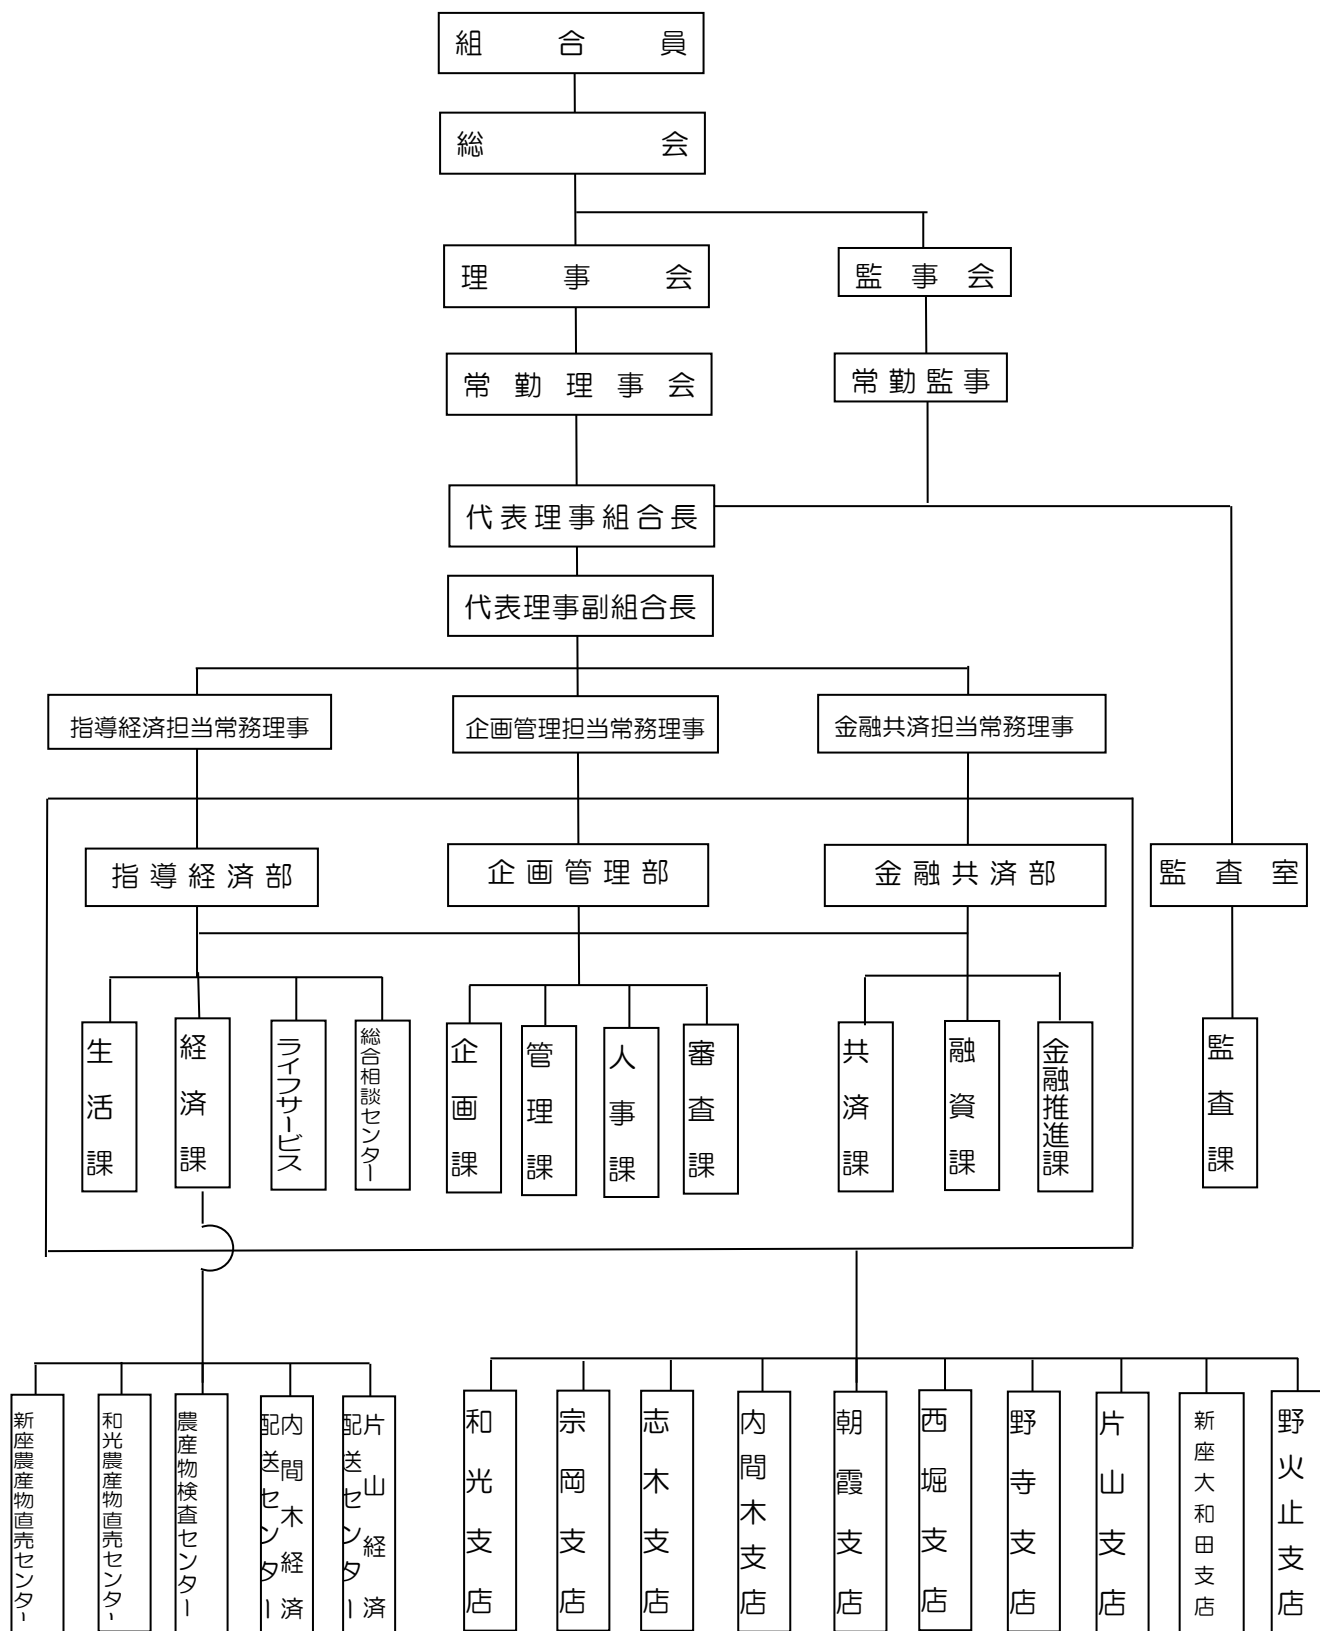 組合員
総会
理事会
監事会
常勤理事会
常勤監事
代表理事組合長
代表理事副組合長
指導経済担当常務理事
企画管理担当常務理事
金融共済担当常務理事
指導経済部
企画管理部
金融共済部
監査室
生活課
経済課
ライフサービス
総合相談センター
企画課
管理課
人事課
審査課
共済課
融資課
金融推進課
監査課
新座農産物直売センター
和光農産物直売センター
農産物検査センター
内間木経済
配送センター
片山経済
配送センター
和光支店
宗岡支店
志木支店
内間木支店
朝霞支店
西堀支店
野寺支店
片山支店
新座大和田支店
野火止支店